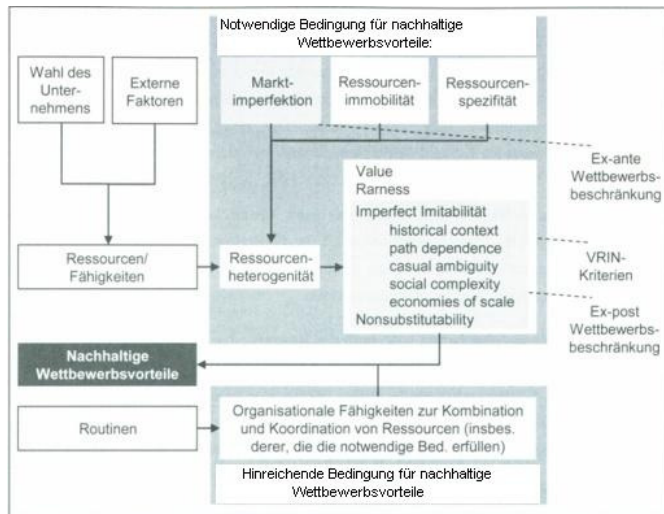 Notwendige Bedingung für nachhaltige
Wettbewerbsvorteile:
Wahl des
Unter-
nehmens
Externe
Faktoren
Markt-
imperfektion
Ressourcen-
immobilität
Ressourcen-
spezifität
Ex-ante
Wettbewerbs-
beschränkung
Value
Rarness
Imperfect Imitabilität
historical context
path dependence
casual ambiguity
social complexity
economies of scale
Nonsubstitutability
Ressourcen/
Fähigkeiten
Ressourcen-
heterogenität
VRIN-
Kriterien
Ex-post
Wettbewerbs-
beschränkung
Nachhaltige
Wettbewerbsvorteile
Routinen
Organisationale Fähigkeiten zur Kombination
und Koordination von Ressourcen (insbes.
derer, die die notwendige Bed. erfüllen)
Hinreichende Bedingung für nachhaltige
Wettbewerbsvorteile